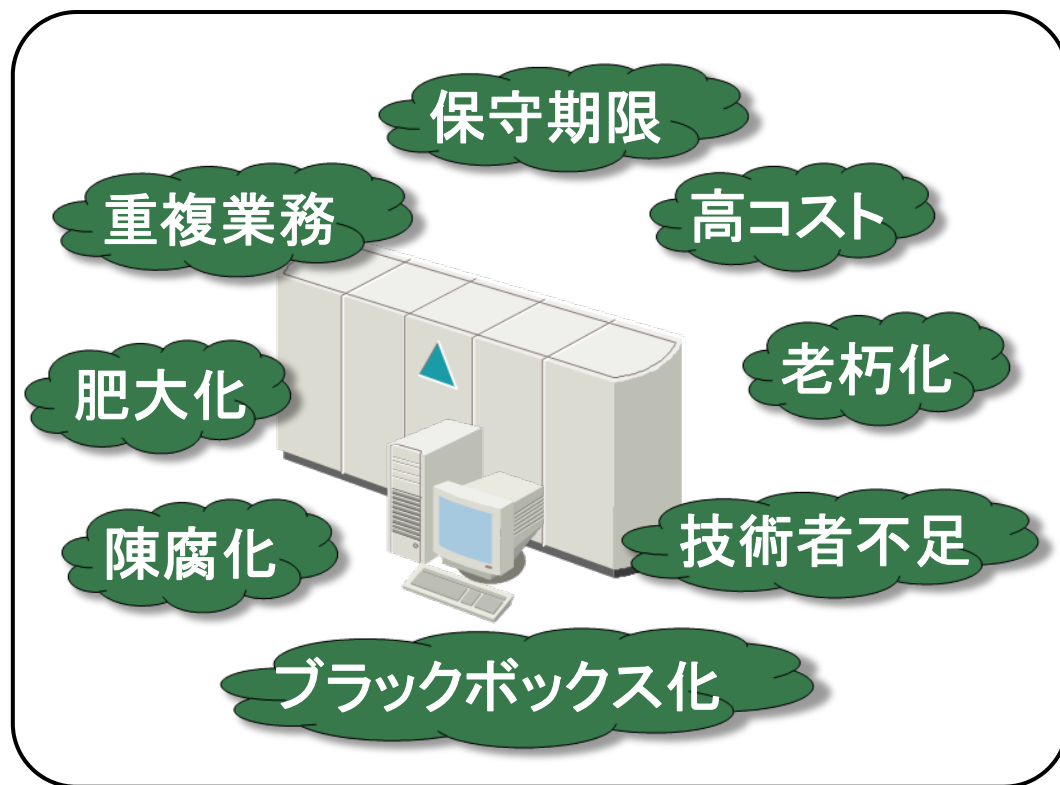 保守期限
重複業務
高コスト
肥大化
老朽化
陳腐化
技術者不足
ブラックボックス化